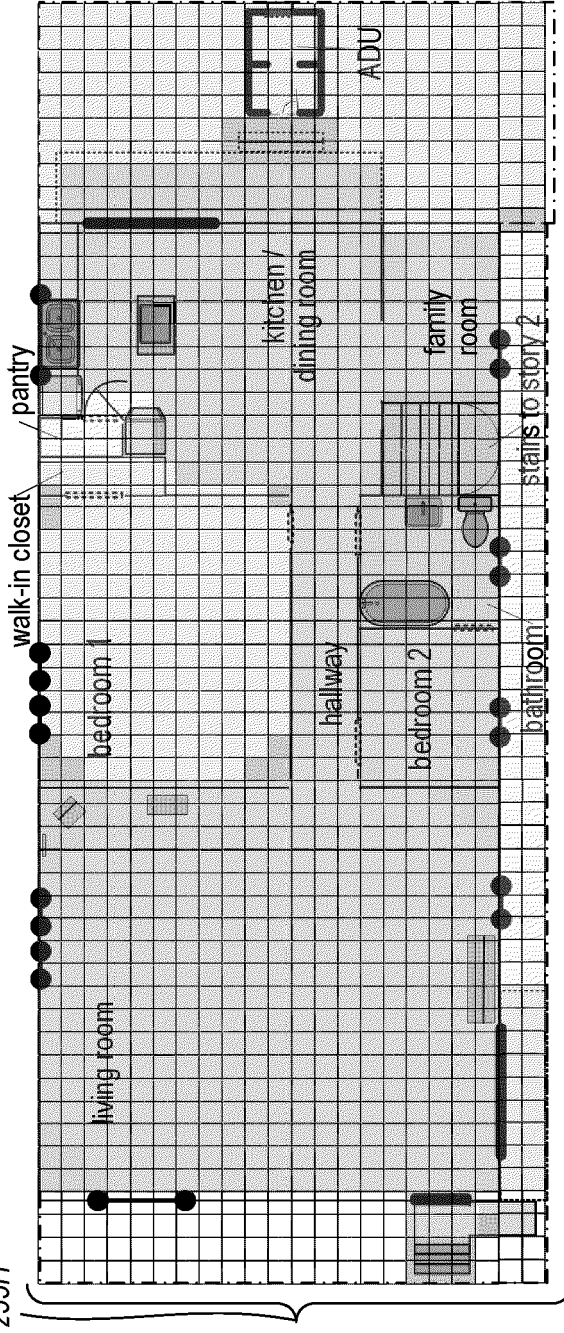 walk-in closet
pantry
ADU
kitchen /
dining room
family
room
stairs to story 2
bedroom 1
hallway
bedroom 2
bathroom
living room